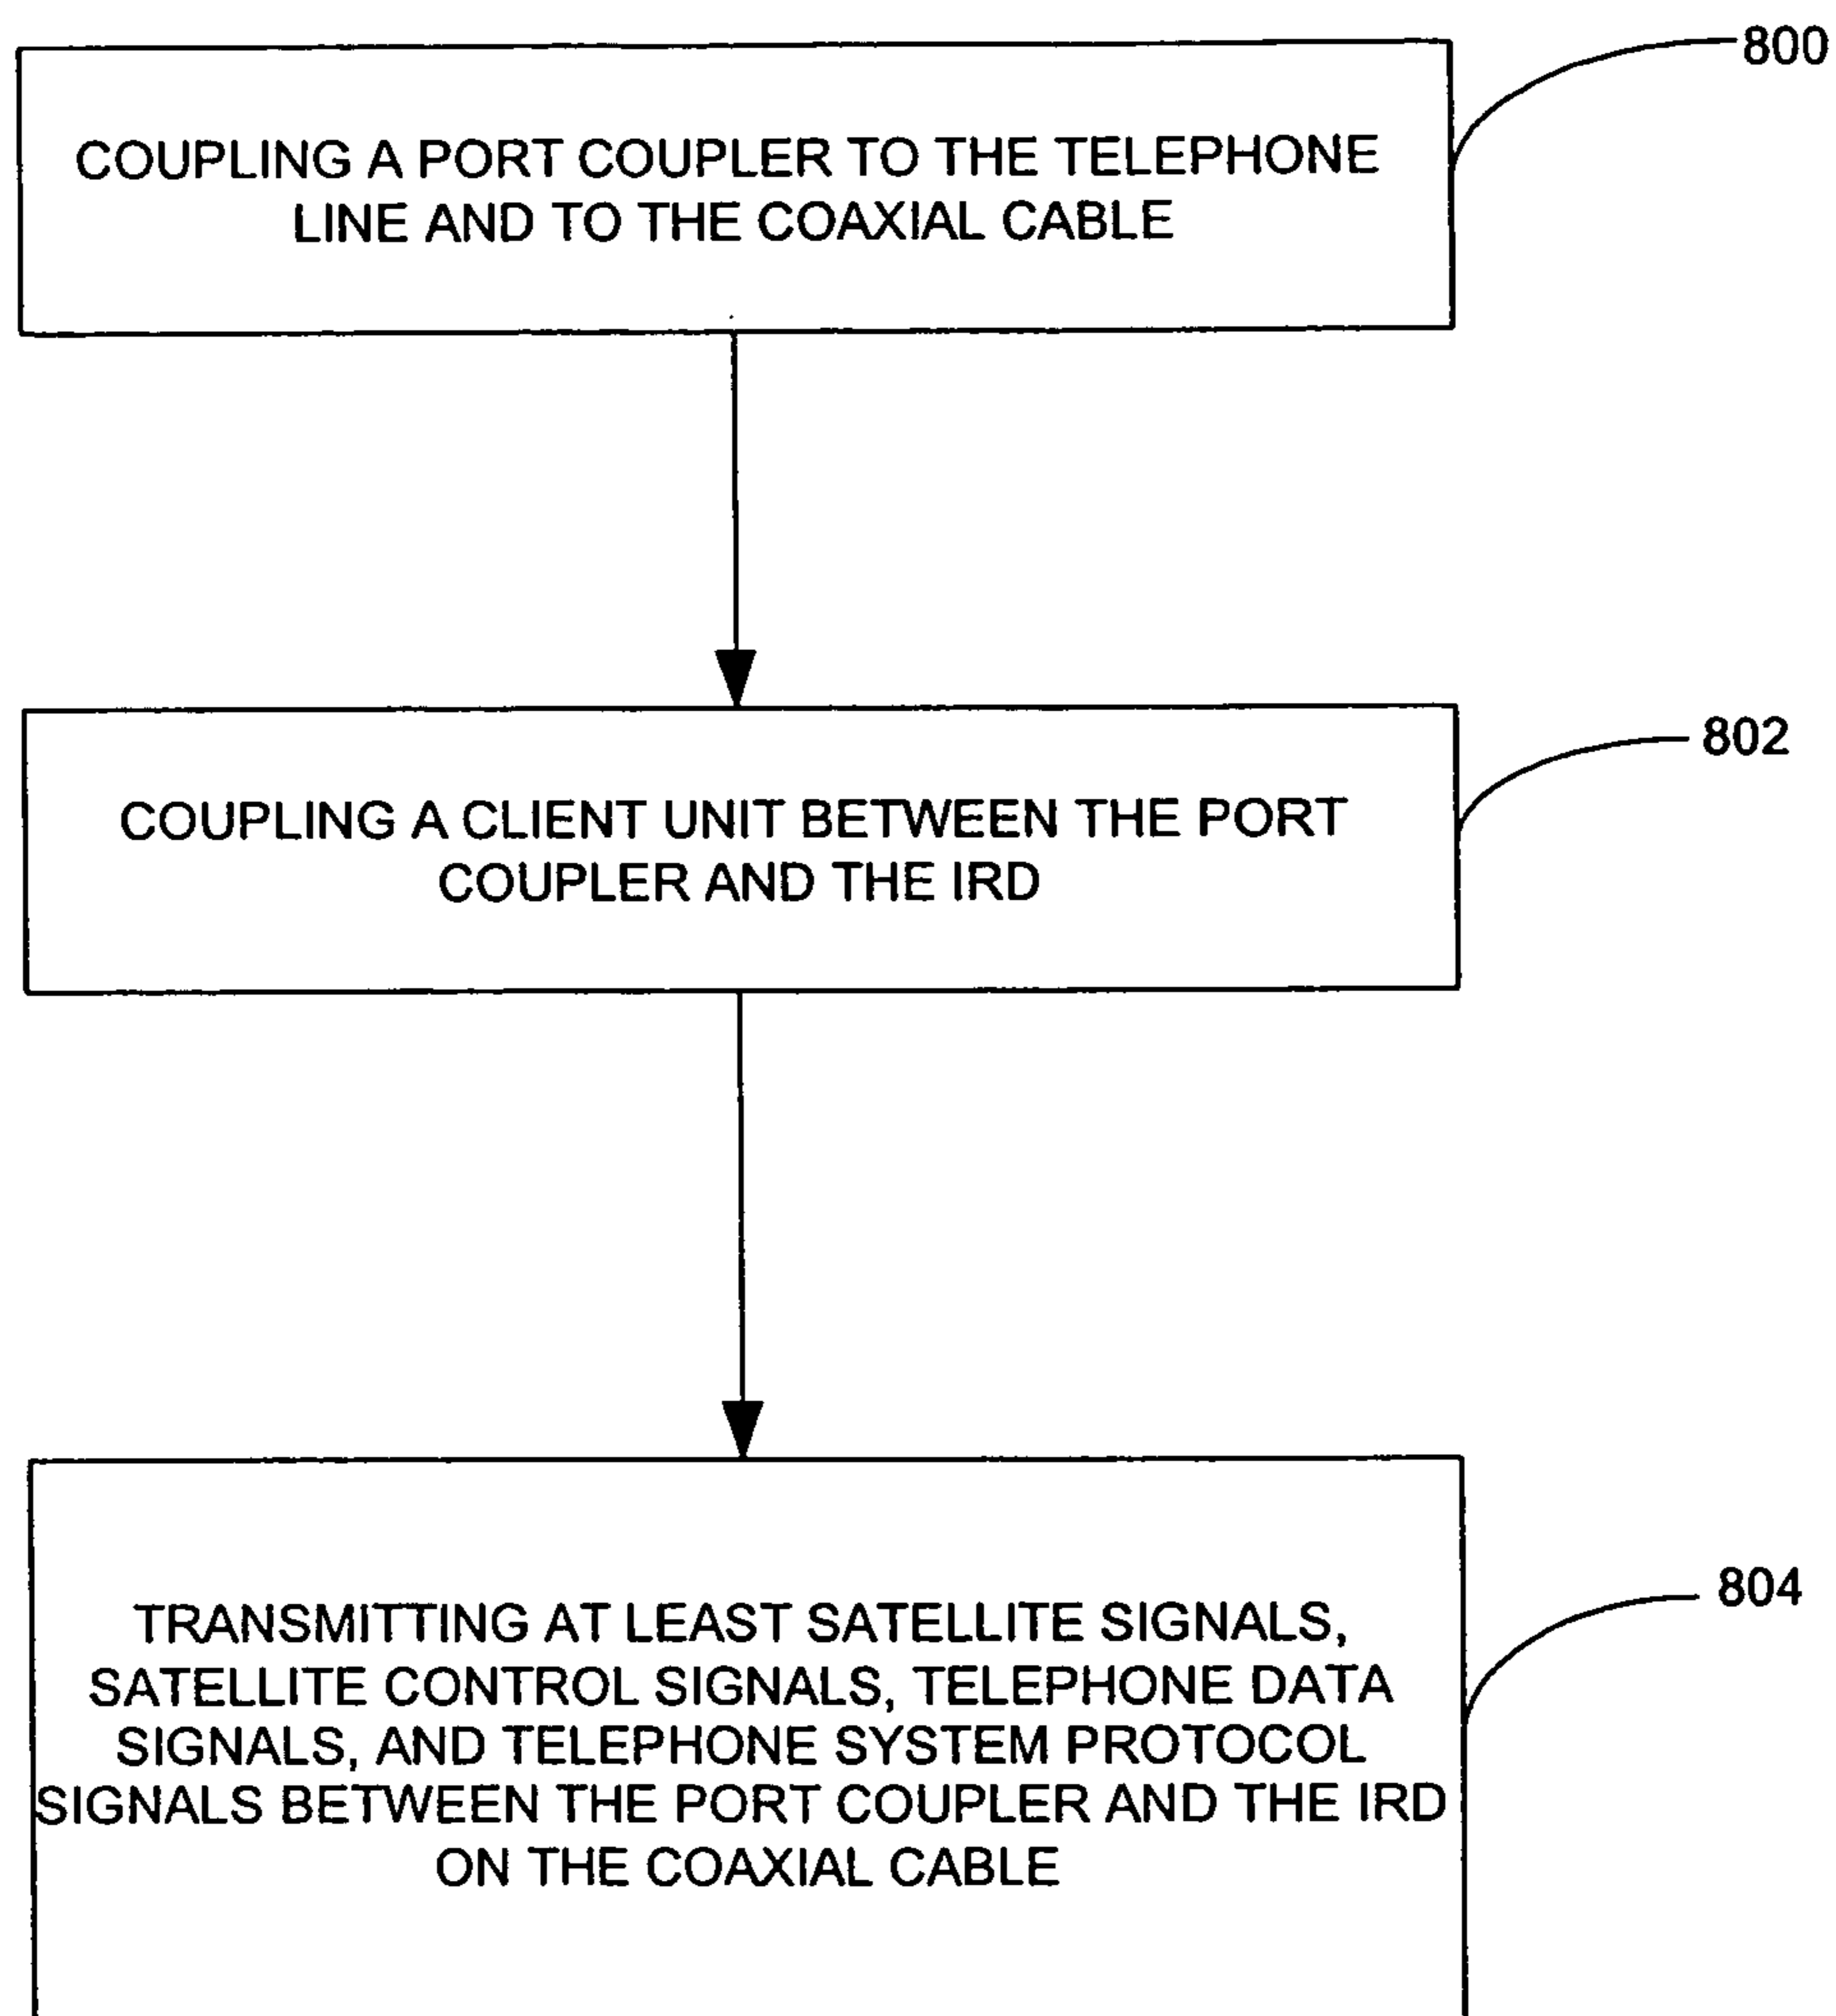 800
COUPLING A PORT COUPLER TO THE TELEPHONE
LINE AND TO THE COAXIAL CABLE
802
COUPLING A CLIENT UNIT BETWEEN THE PORT
COUPLER AND THE IRD
804
TRANSMITTING AT LEAST SATELLITE SIGNALS,
SATELLITE CONTROL SIGNALS, TELEPHONE DATA
SIGNALS, AND TELEPHONE SYSTEM PROTOCOL
SIGNALS BETWEEN THE PORT COUPLER AND THE IRD
ON THE COAXIAL CABLE